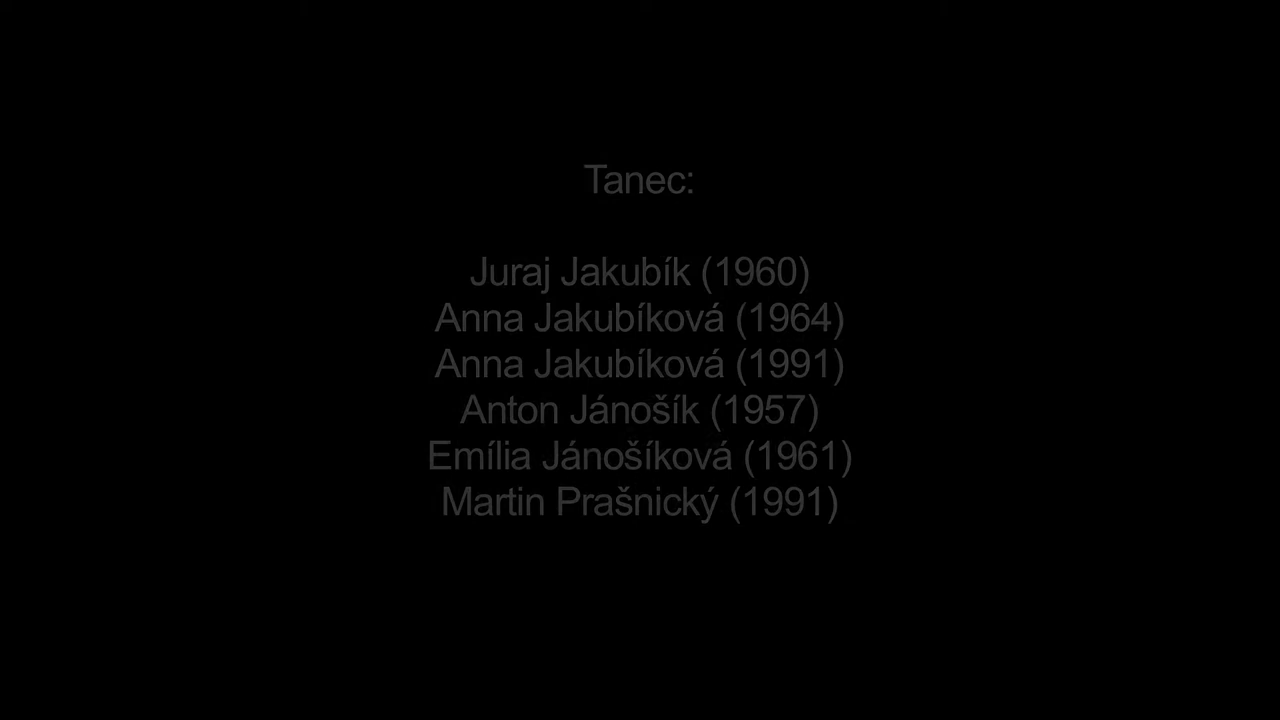 Tanec:
Juraj Jakubík (1960)
Anna Jakubíková (1964)
Anna Jakubíková (1991)
Anton Jánošík (1957)
Emília Jánošíková (1961)
Martin Prašnický (1991)